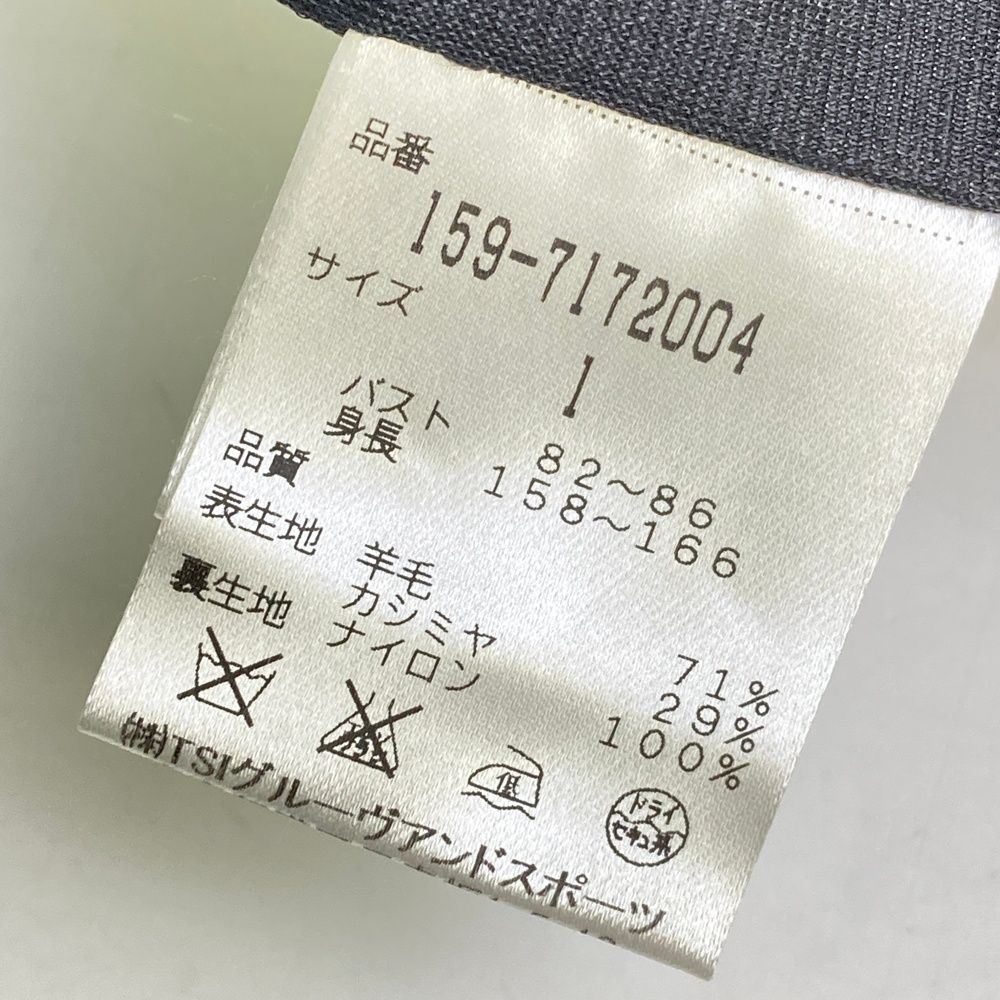 品番
159-7172004
サイズ
1
バスト 82～86
身長 158～166
品質
表生地 羊毛 71%
カシミヤ 29%
裏生地 ナイロン 100%
エンソ
低
ドライ
セキユ系
(株)TSIグルーヴアンドスポーツ